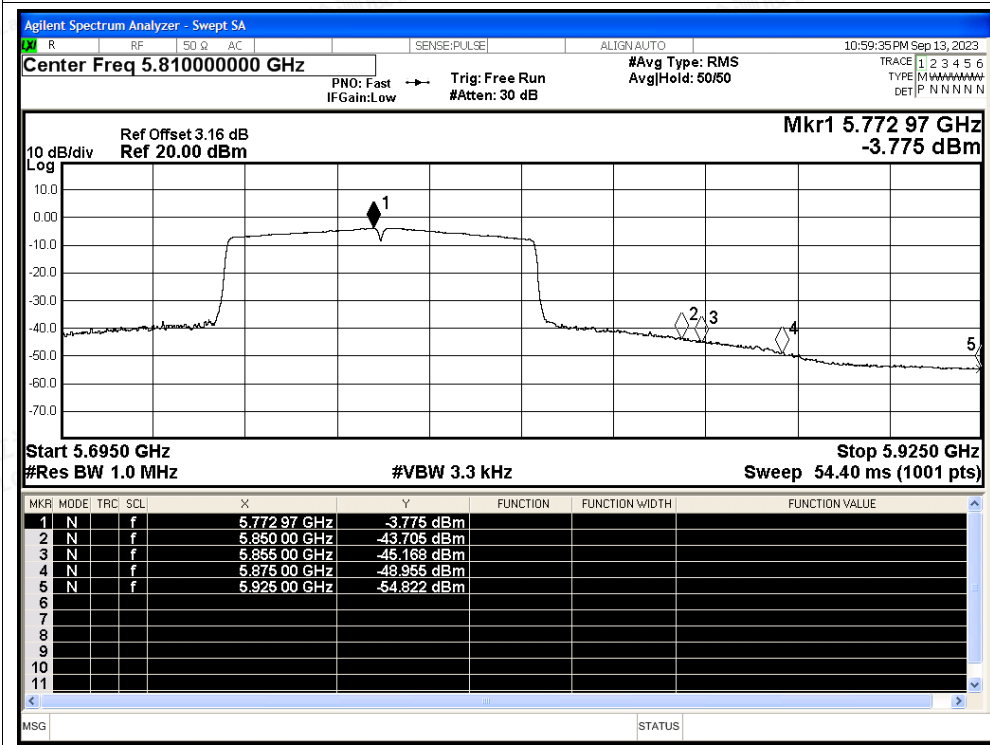 Agilent Spectrum Analyzer - Swept SA
LXI R RF 50 Ω AC SENSE:PULSE ALIGN AUTO 10:59:35 PM Sep 13, 2023
Center Freq 5.810000000 GHz
PNO: Fast
IFGain:Low
Trig: Free Run
#Atten: 30 dB
#Avg Type: RMS
Avg|Hold: 50/50
TRACE 1 2 3 4 5 6
TYPE M WWWWW
DET P N N N N N
Ref Offset 3.16 dB
10 dB/div Ref 20.00 dBm
Log
Mkr1 5.772 97 GHz
-3.775 dBm
10.0
0.00
-10.0
-20.0
-30.0
-40.0
-50.0
-60.0
-70.0
1
2
3
4
5
Start 5.6950 GHz Stop 5.9250 GHz
#Res BW 1.0 MHz #VBW 3.3 kHz Sweep 54.40 ms (1001 pts)
MKR MODE TRC SCL X Y FUNCTION FUNCTION WIDTH FUNCTION VALUE
1 N f 5.772 97 GHz -3.775 dBm
2 N f 5.850 00 GHz -43.705 dBm
3 N f 5.855 00 GHz -45.168 dBm
4 N f 5.875 00 GHz -48.955 dBm
5 N f 5.925 00 GHz -54.822 dBm
6
7
8
9
10
11
MSG STATUS